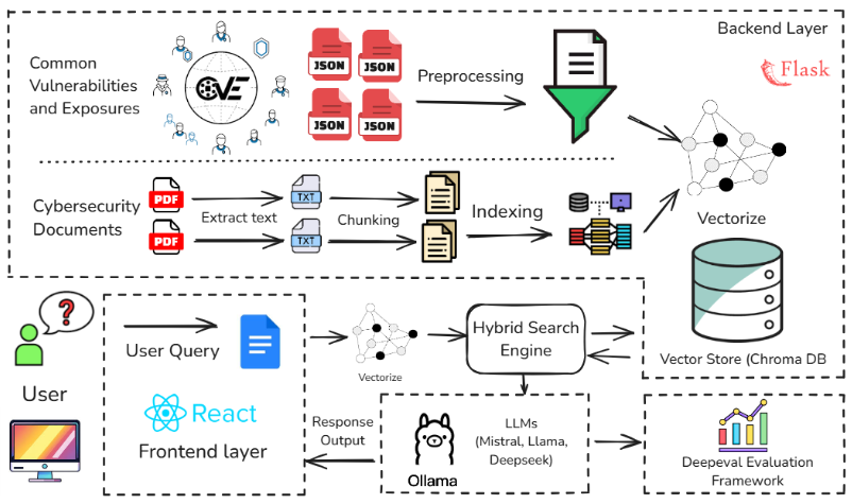 Backend Layer
Flask
Common
Vulnerabilities
and Exposures
CVE
JSON
JSON
JSON
JSON
Preprocessing
Cybersecurity
Documents
PDF
PDF
Extract text
TXT
TXT
Chunking
Indexing
Vectorize
Vector Store (Chroma DB
User
?
User Query
React
Frontend layer
Vectorize
Hybrid Search
Engine
Response
Output
Ollama
LLMs
(Mistral, Llama,
Deepseek)
Deepeval Evaluation
Framework